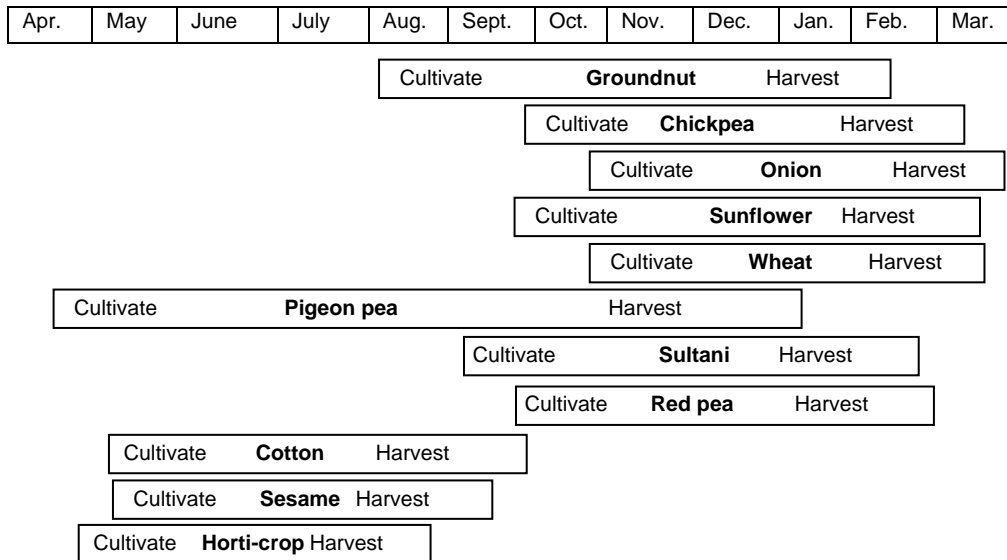 Apr. May June July Aug. Sept. Oct. Nov. Dec. Jan. Feb. Mar.
Cultivate Groundnut Harvest
Cultivate Chickpea Harvest
Cultivate Onion Harvest
Cultivate Sunflower Harvest
Cultivate Wheat Harvest
Cultivate Pigeon pea Harvest
Cultivate Sultani Harvest
Cultivate Red pea Harvest
Cultivate Cotton Harvest
Cultivate Sesame Harvest
Cultivate Horti-crop Harvest